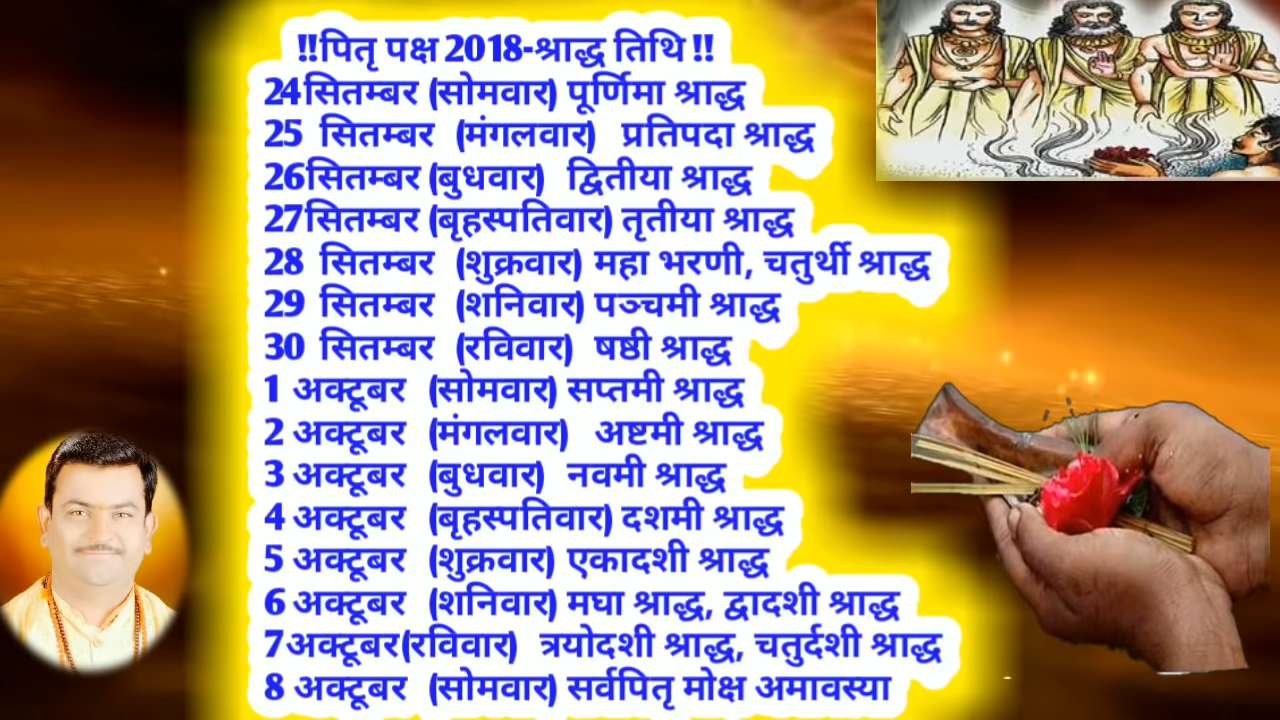 !!पितृ पक्ष 2018-श्राद्ध तिथि !!
24सितम्बर (सोमवार) पूर्णिमा श्राद्ध
25 सितम्बर (मंगलवार) प्रतिपदा श्राद्ध
26सितम्बर (बुधवार) द्वितीया श्राद्ध
27सितम्बर (बृहस्पतिवार) तृतीया श्राद्ध
28 सितम्बर (शुक्रवार) महा भरणी, चतुर्थी श्राद्ध
29 सितम्बर (शनिवार) पञ्चमी श्राद्ध
30 सितम्बर (रविवार) षष्ठी श्राद्ध
1 अक्टूबर (सोमवार) सप्तमी श्राद्ध
2 अक्टूबर (मंगलवार) अष्टमी श्राद्ध
3 अक्टूबर (बुधवार) नवमी श्राद्ध
4 अक्टूबर (बृहस्पतिवार) दशमी श्राद्ध
5 अक्टूबर (शुक्रवार) एकादशी श्राद्ध
6 अक्टूबर (शनिवार) मघा श्राद्ध, द्वादशी श्राद्ध
7अक्टूबर(रविवार) त्रयोदशी श्राद्ध, चतुर्दशी श्राद्ध
8 अक्टूबर (सोमवार) सर्वपितृ मोक्ष अमावस्या